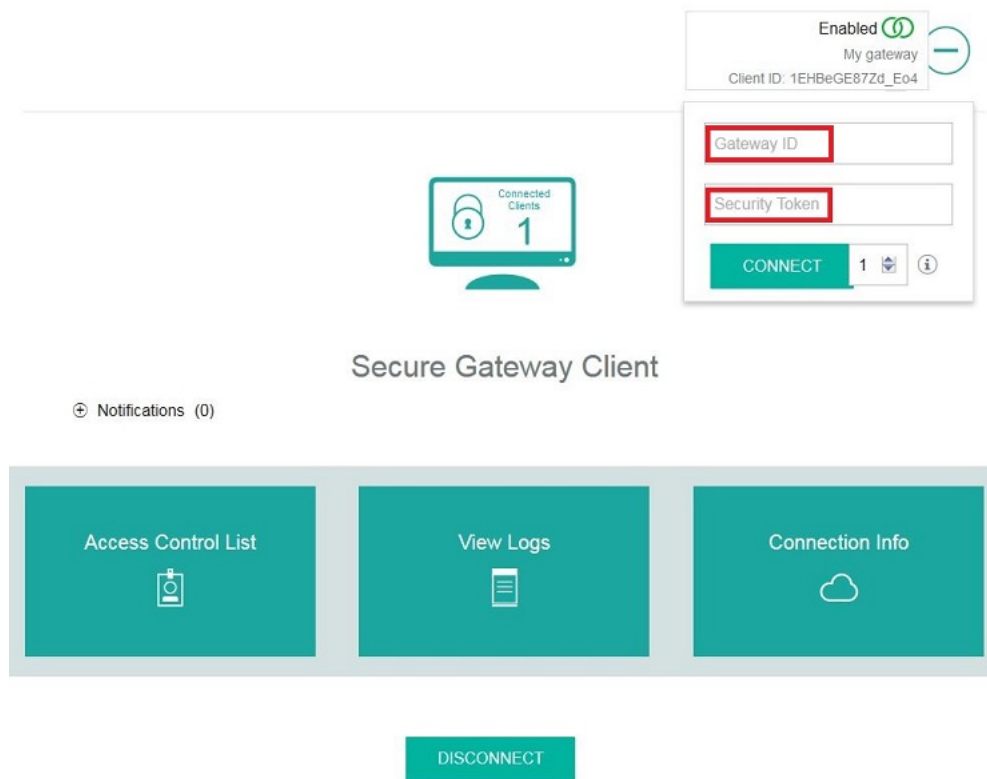 Enabled
My gateway
Client ID: 1EHBeGE87Zd_Eo4
Gateway ID
Security Token
CONNECT 1
Connected
Clients
1
Secure Gateway Client
Notifications (0)
Access Control List
View Logs
Connection Info
DISCONNECT